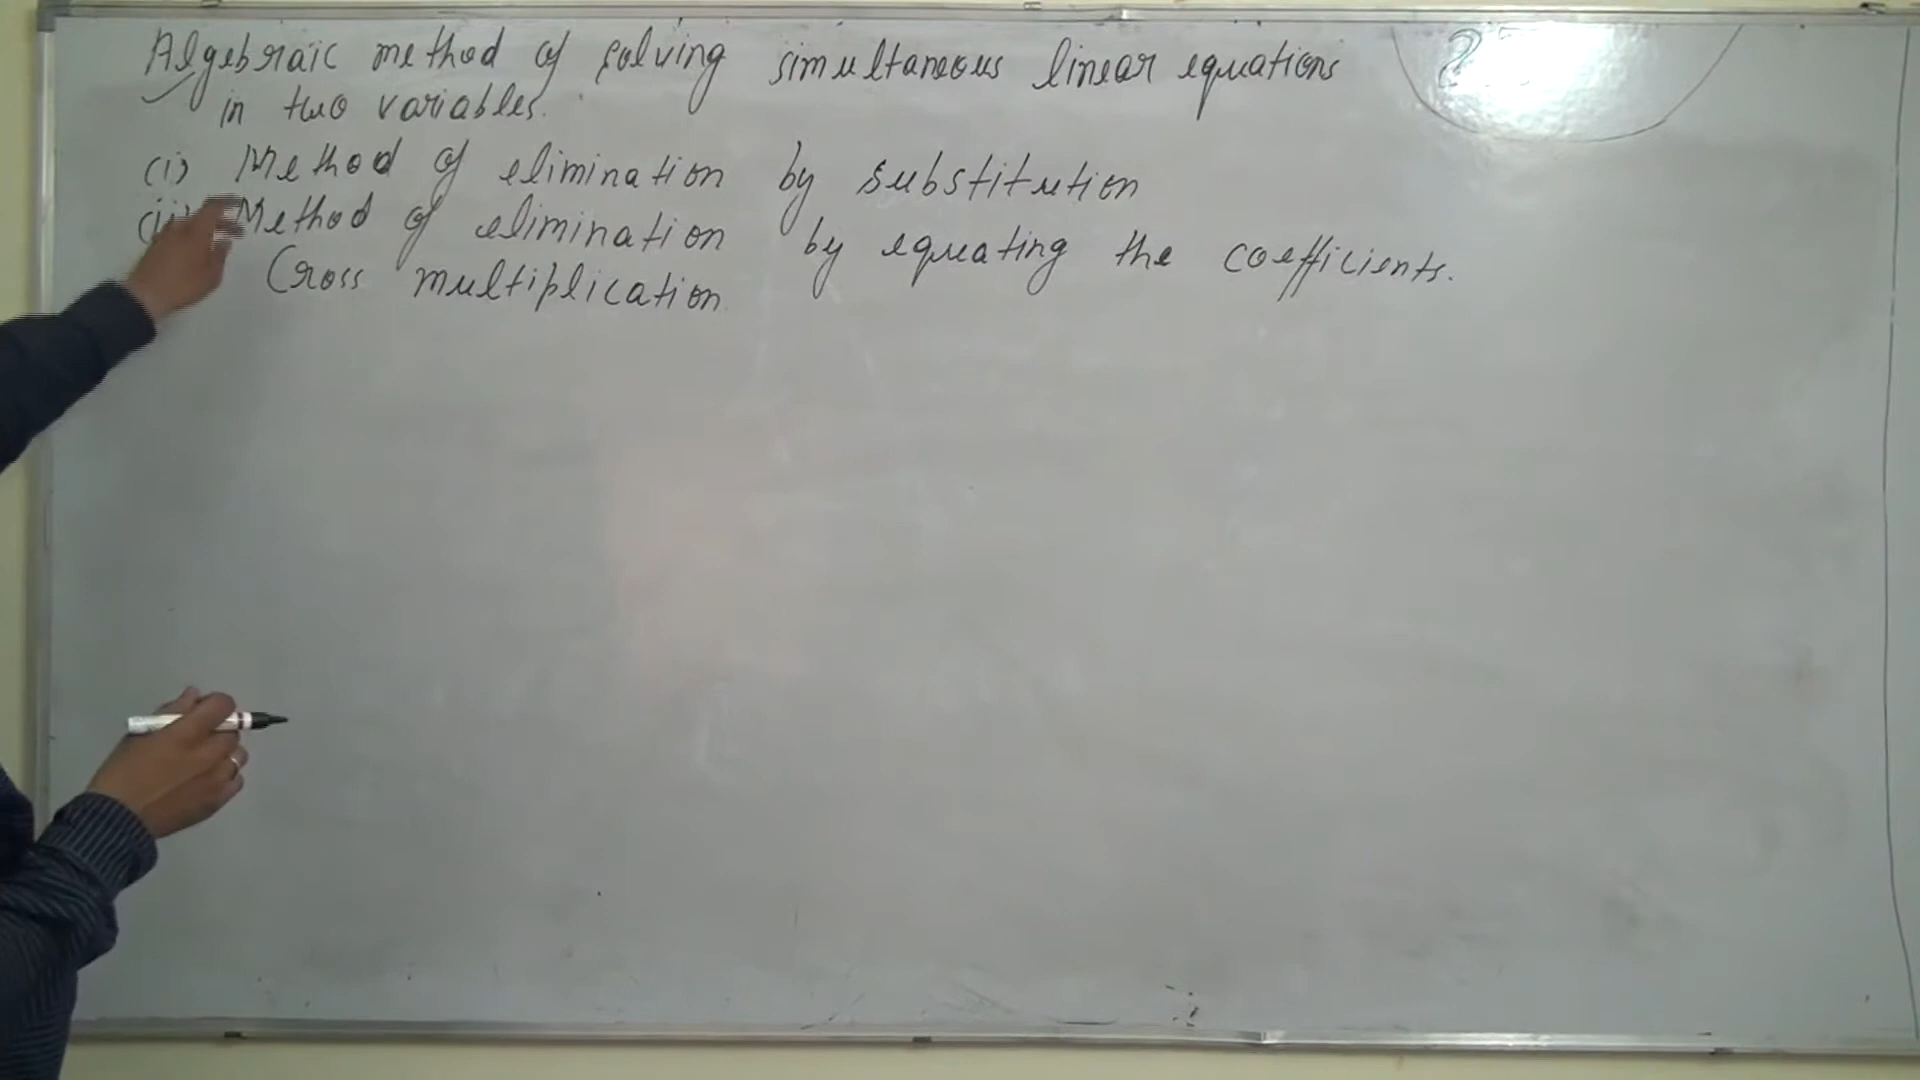 Algebraic method of solving simultaneous linear equations
in two variables.
(i) Method of elimination by substitution
(ii) Method of elimination by equating the coefficients.
Cross multiplication